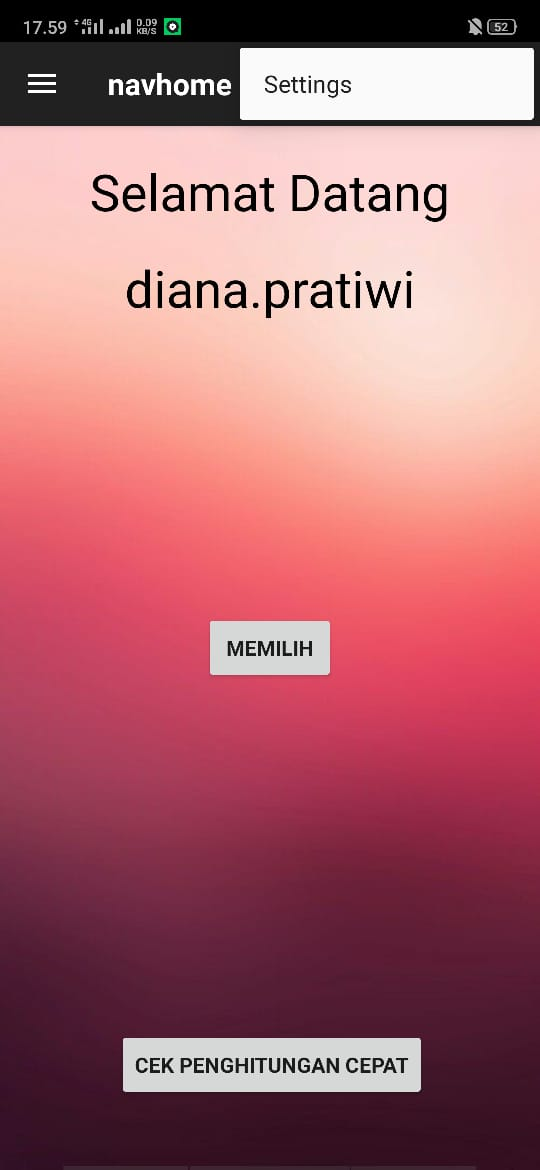 17.59 4G 0.09 KB/S 52
navhome Settings
Selamat Datang
diana.pratiwi
MEMILIH
CEK PENGHITUNGAN CEPAT